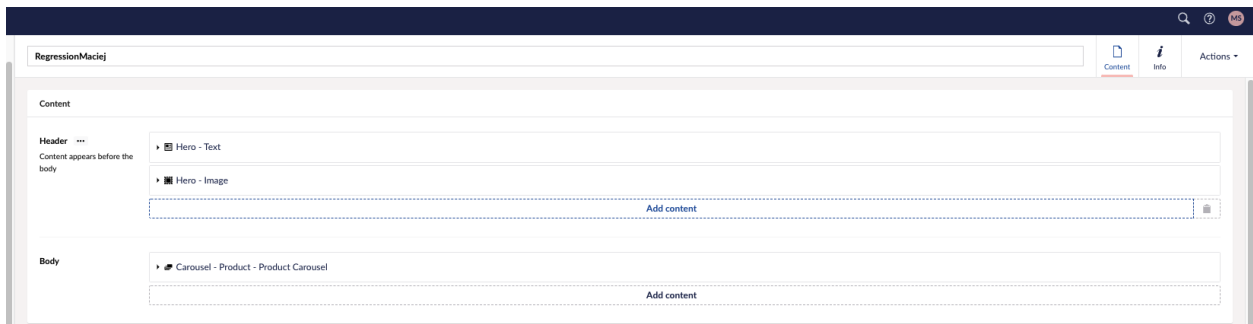 MS
RegressionMaciej
Content
Info
Actions
Content
Header ...
Content appears before the
body
Hero - Text
Hero - Image
Add content
Body
Carousel - Product - Product Carousel
Add content